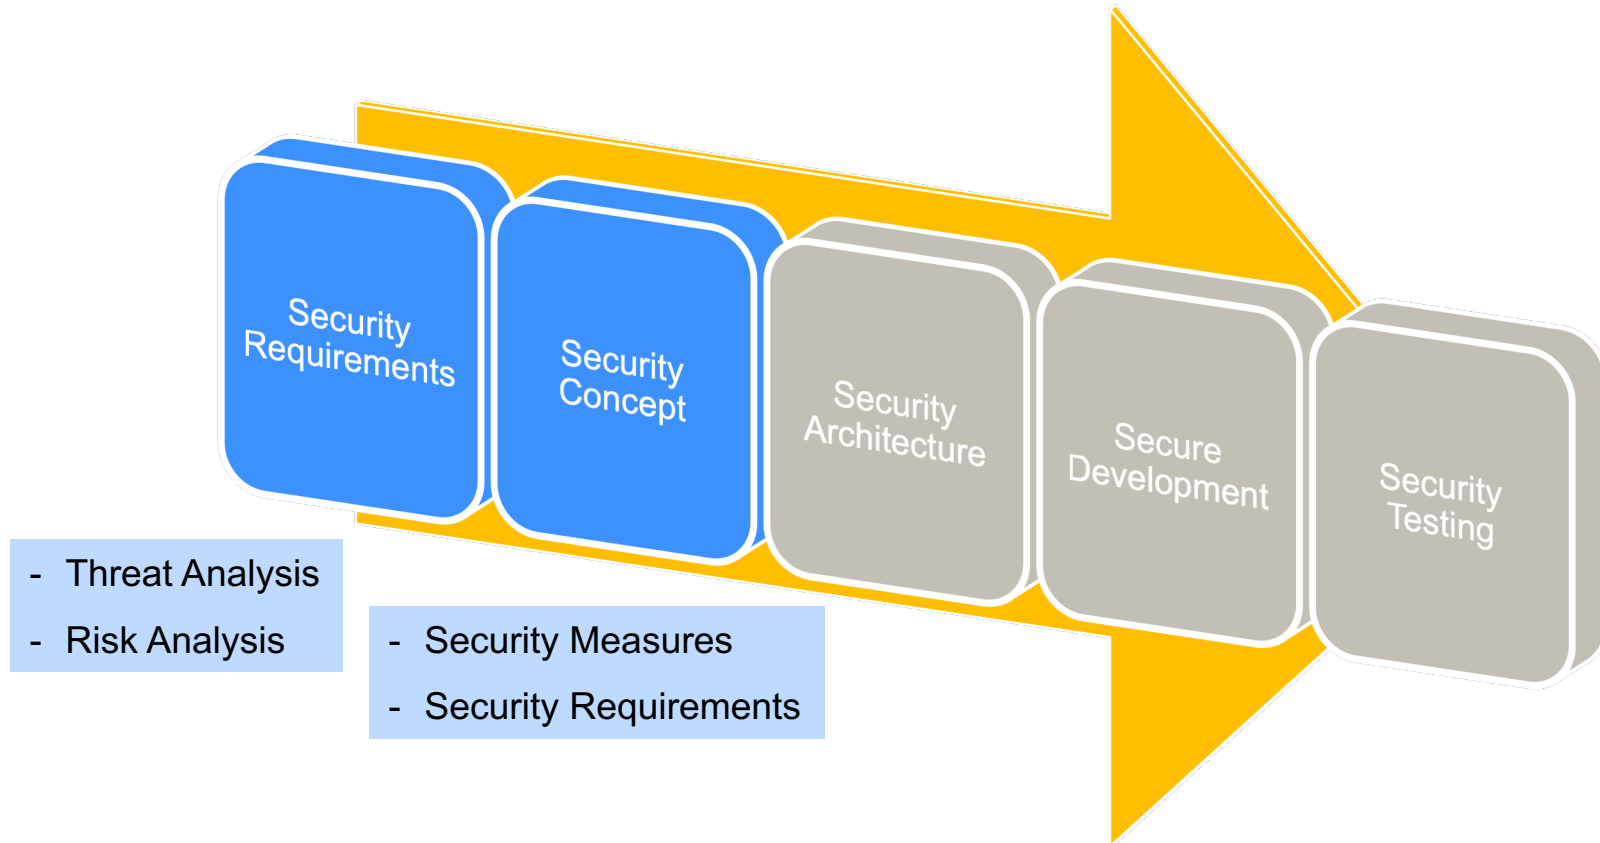 Security
Requirements
Security
Concept
Security
Architecture
Secure
Development
Security
Testing
- Threat Analysis
- Risk Analysis
- Security Measures
- Security Requirements